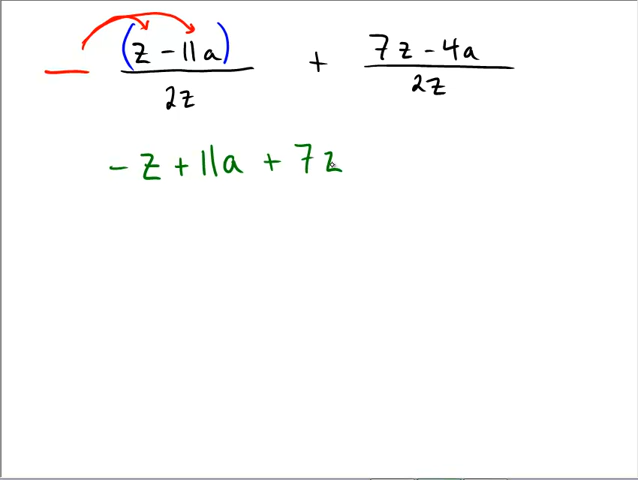 — (z - 11a) / 2z + 7z - 4a / 2z
- z + 11a + 7z